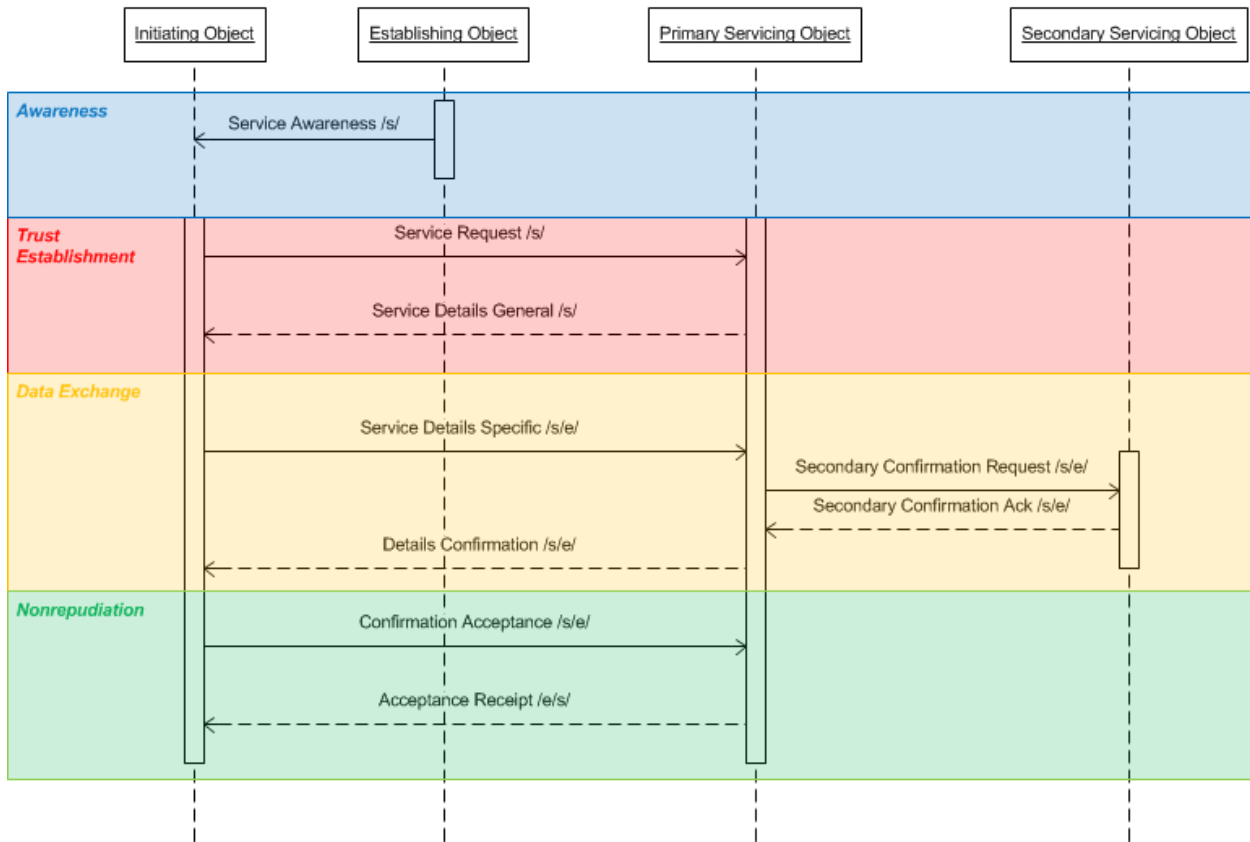 Initiating Object
Establishing Object
Primary Servicing Object
Secondary Servicing Object
Awareness
Service Awareness /s/
Trust
Establishment
Service Request /s/
Service Details General /s/
Data Exchange
Service Details Specific /s/e/
Secondary Confirmation Request /s/e/
Secondary Confirmation Ack /s/e/
Details Confirmation /s/e/
Nonrepudiation
Confirmation Acceptance /s/e/
Acceptance Receipt /e/s/